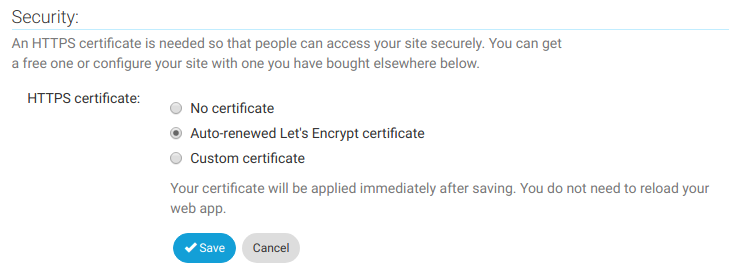 Security:
An HTTPS certificate is needed so that people can access your site securely. You can get
a free one or configure your site with one you have bought elsewhere below.
HTTPS certificate:
No certificate
Auto-renewed Let's Encrypt certificate
Custom certificate
Your certificate will be applied immediately after saving. You do not need to reload your
web app.
Save Cancel